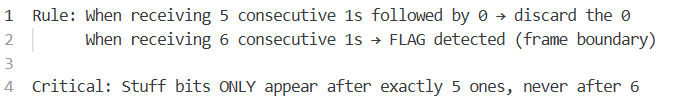 1 Rule: When receiving 5 consecutive 1s followed by 0 → discard the 0
2 When receiving 6 consecutive 1s → FLAG detected (frame boundary)
3
4 Critical: Stuff bits ONLY appear after exactly 5 ones, never after 6